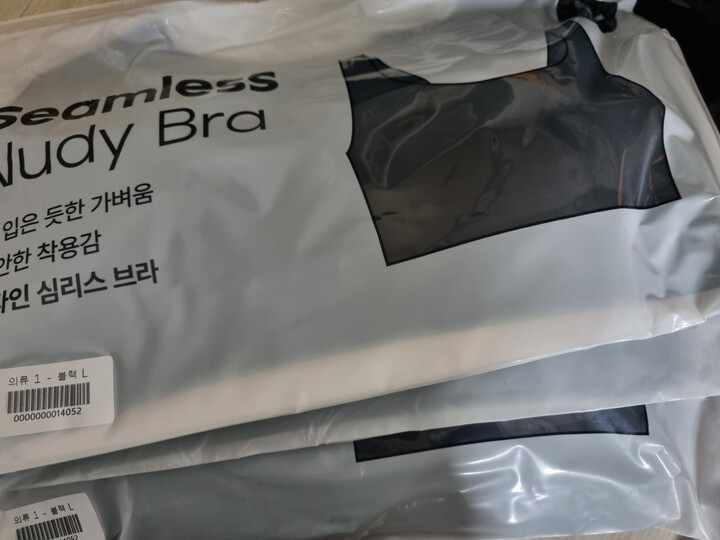 Seamless
Nudy Bra
입은 듯한 가벼움
안한 착용감
인 심리스 브라
의류 1 - 블랙 L
0000000014052
의류 1 - 블랙 L